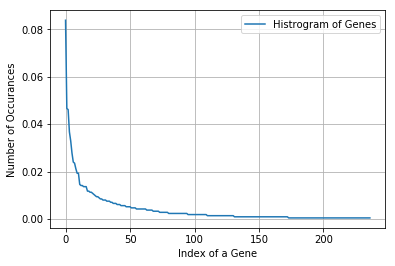 Histrogram of Genes
Number of Occurances
0.08
0.06
0.04
0.02
0.00
0 50 100 150 200
Index of a Gene